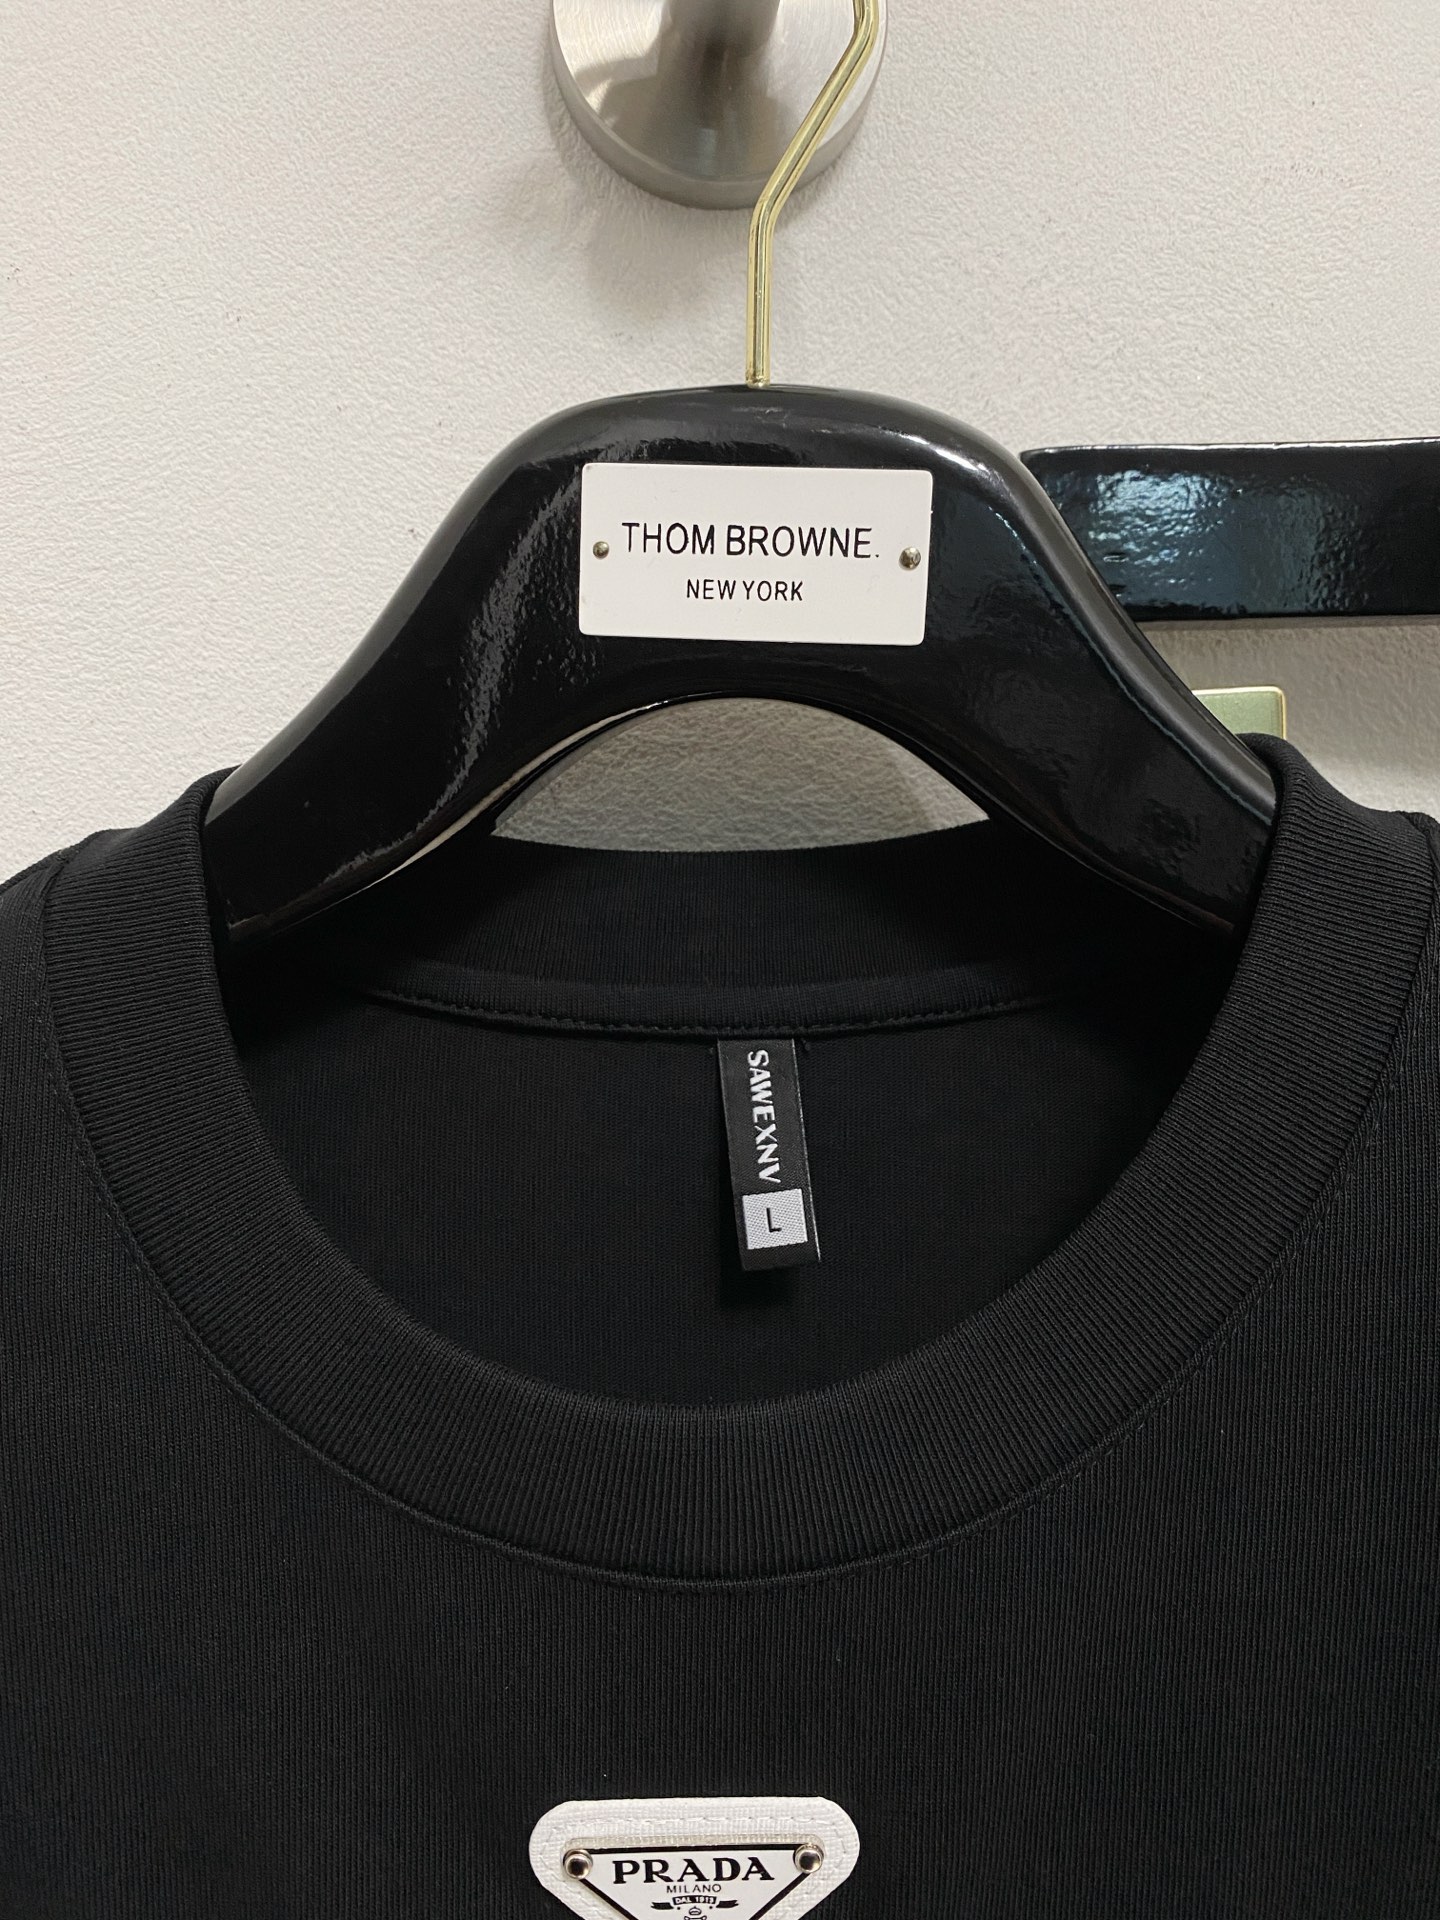 THOM BROWNE.
NEW YORK
SAWEXNV
L
PRADA
MILANO
DAL 1913